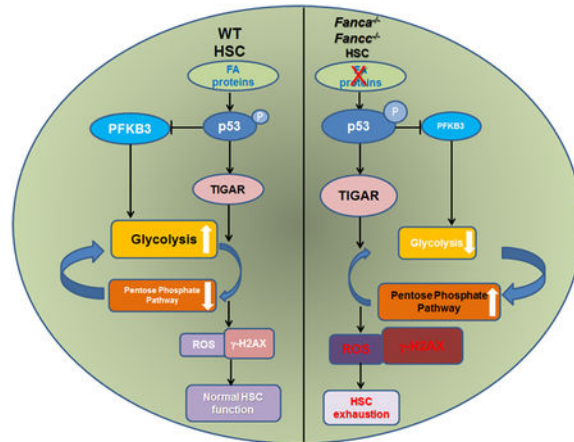 WT
HSC
FA
proteins
PFKB3
p53
P
TIGAR
Glycolysis
Pentose Phosphate
Pathway
ROS
γ-H2AX
Normal HSC
function
Fanca-/-
Fancc-/-
HSC
FA
proteins
p53
P
PFKB3
TIGAR
Glycolysis
Pentose Phosphate
Pathway
ROS
γ-H2AX
HSC
exhaustion